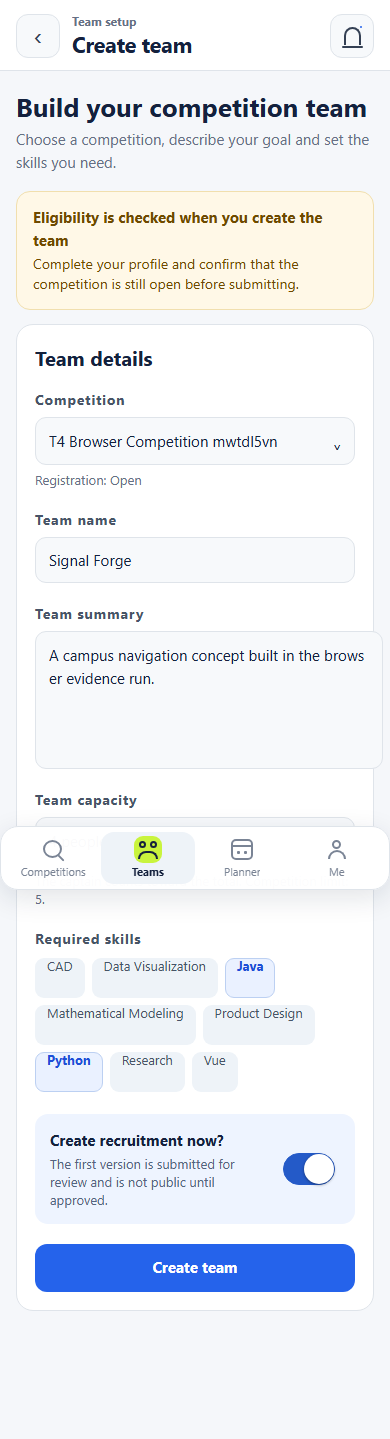 Team setup
Create team
Build your competition team
Choose a competition, describe your goal and set the
skills you need.
Eligibility is checked when you create the
team
Complete your profile and confirm that the
competition is still open before submitting.
Team details
Competition
T4 Browser Competition mwtdl5vn
Registration: Open
Team name
Signal Forge
Team summary
A campus navigation concept built in the brows
er evidence run.
Team capacity
Competitions
Teams
Planner
Me
5.
Required skills
CAD
Data Visualization
Java
Mathematical Modeling
Product Design
Python
Research
Vue
Create recruitment now?
The first version is submitted for
review and is not public until
approved.
Create team